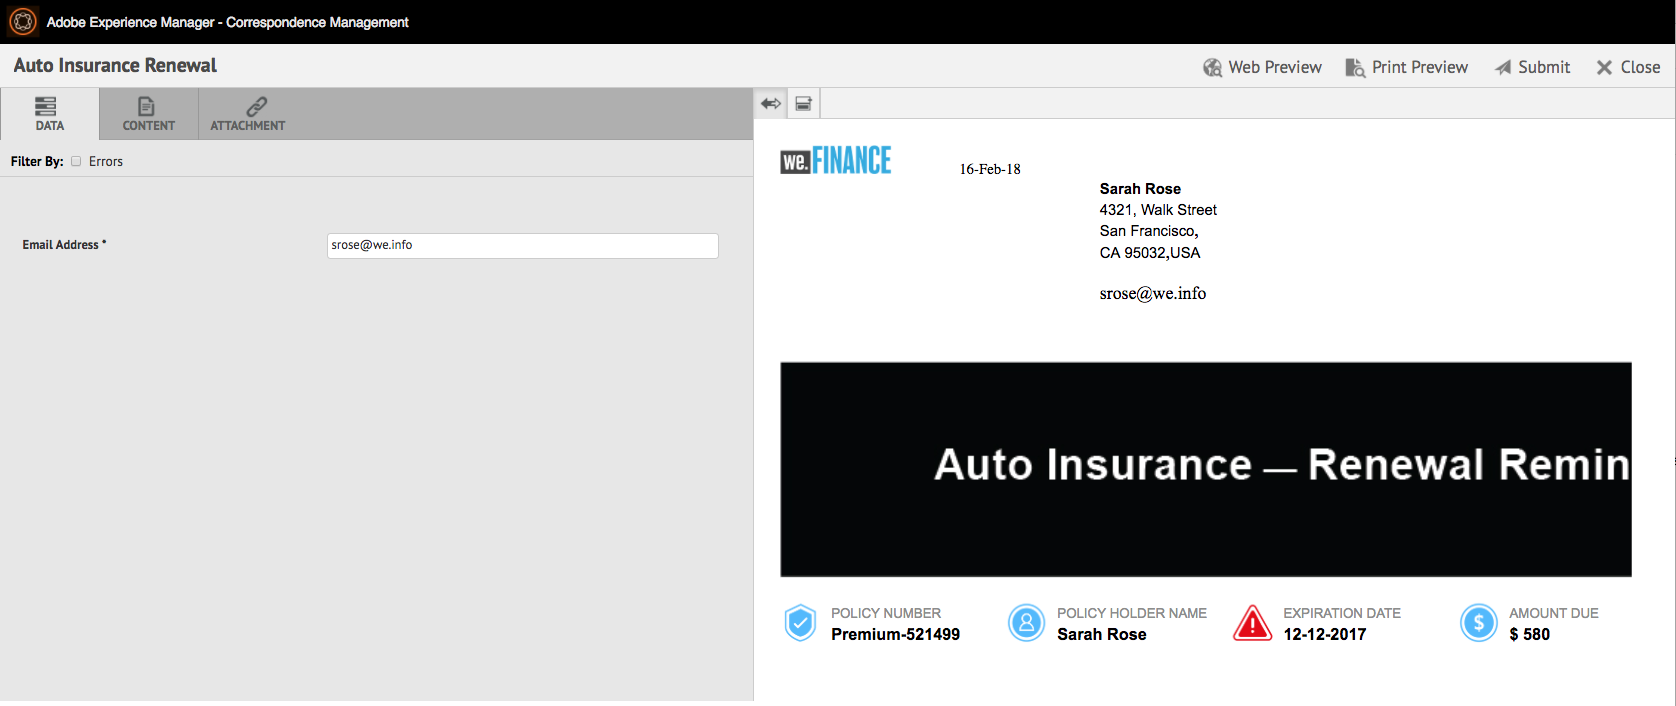 Adobe Experience Manager - Correspondence Management
Auto Insurance Renewal
Web Preview
Print Preview
Submit
Close
DATA
CONTENT
ATTACHMENT
Filter By: Errors
Email Address *
srose@we.info
we.FINANCE
16-Feb-18
Sarah Rose
4321, Walk Street
San Francisco,
CA 95032,USA
srose@we.info
Auto Insurance — Renewal Remin
POLICY NUMBER
Premium-521499
POLICY HOLDER NAME
Sarah Rose
EXPIRATION DATE
12-12-2017
AMOUNT DUE
$ 580